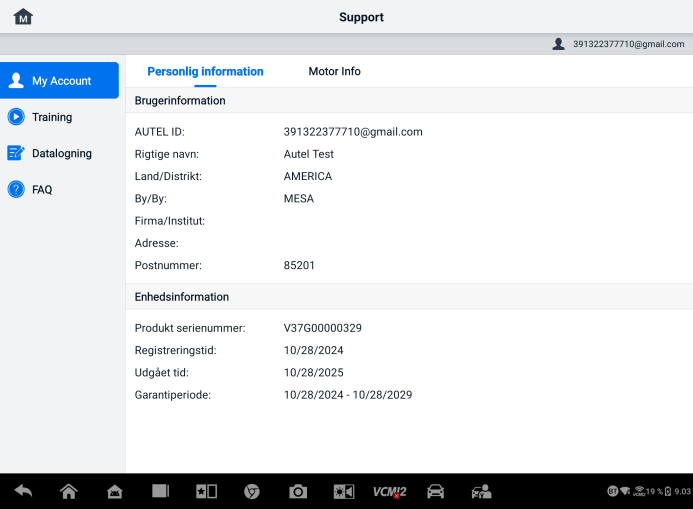 M
Support
391322377710@gmail.com
My Account
Training
Datalogning
FAQ
Personlig information
Motor Info
Brugerinformation
AUTEL ID: 391322377710@gmail.com
Rigtige navn: Autel Test
Land/Distrikt: AMERICA
By/By: MESA
Firma/Institut:
Adresse:
Postnummer: 85201
Enhedsinformation
Produkt serienummer: V37G00000329
Registreringstid: 10/28/2024
Udgået tid: 10/28/2025
Garantiperiode: 10/28/2024 - 10/28/2029
VCMI2
BT VCMI2 19 % 9.03